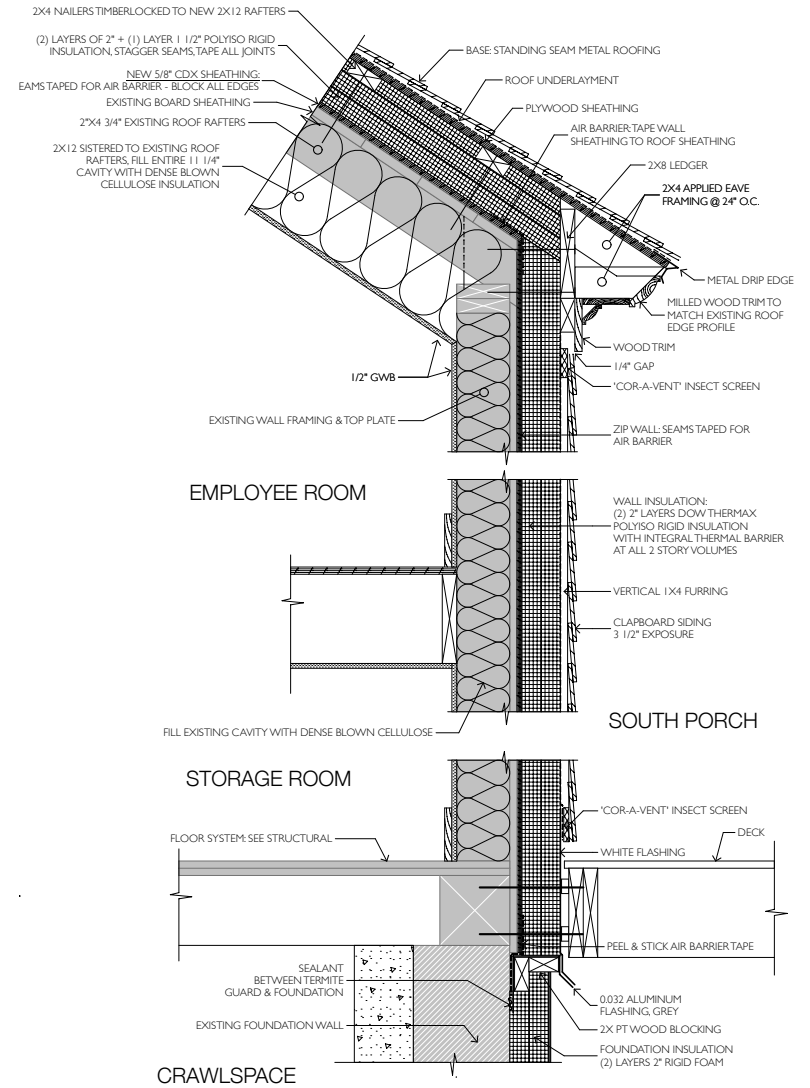 2X4 NAILERS TIMBERLOCKED TO NEW 2X12 RAFTERS
(2) LAYERS OF 2" + (1) LAYER 1 1/2" POLYISO RIGID
INSULATION, STAGGER SEAMS, TAPE ALL JOINTS
NEW 5/8" CDX SHEATHING:
EAMS TAPED FOR AIR BARRIER - BLOCK ALL EDGES
EXISTING BOARD SHEATHING
2"X4 3/4" EXISTING ROOF RAFTERS
2X12 SISTERED TO EXISTING ROOF
RAFTERS, FILL ENTIRE 11 1/4"
CAVITY WITH DENSE BLOWN
CELLULOSE INSULATION
BASE: STANDING SEAM METAL ROOFING
ROOF UNDERLAYMENT
PLYWOOD SHEATHING
AIR BARRIER: TAPE WALL
SHEATHING TO ROOF SHEATHING
2X8 LEDGER
2X4 APPLIED EAVE
FRAMING @ 24" O.C.
METAL DRIP EDGE
MILLED WOOD TRIM TO
MATCH EXISTING ROOF
EDGE PROFILE
WOOD TRIM
1/4" GAP
'COR-A-VENT' INSECT SCREEN
1/2" GWB
EXISTING WALL FRAMING & TOP PLATE
ZIP WALL: SEAMS TAPED FOR
AIR BARRIER
EMPLOYEE ROOM
WALL INSULATION:
(2) 2" LAYERS DOW THERMAX
POLYISO RIGID INSULATION
WITH INTEGRAL THERMAL BARRIER
AT ALL 2 STORY VOLUMES
VERTICAL 1X4 FURRING
CLAPBOARD SIDING
3 1/2" EXPOSURE
FILL EXISTING CAVITY WITH DENSE BLOWN CELLULOSE
SOUTH PORCH
STORAGE ROOM
'COR-A-VENT' INSECT SCREEN
FLOOR SYSTEM: SEE STRUCTURAL
DECK
WHITE FLASHING
PEEL & STICK AIR BARRIER TAPE
SEALANT
BETWEEN TERMITE
GUARD & FOUNDATION
0.032 ALUMINUM
FLASHING, GREY
EXISTING FOUNDATION WALL
2X PT WOOD BLOCKING
FOUNDATION INSULATION
(2) LAYERS 2" RIGID FOAM
CRAWLSPACE